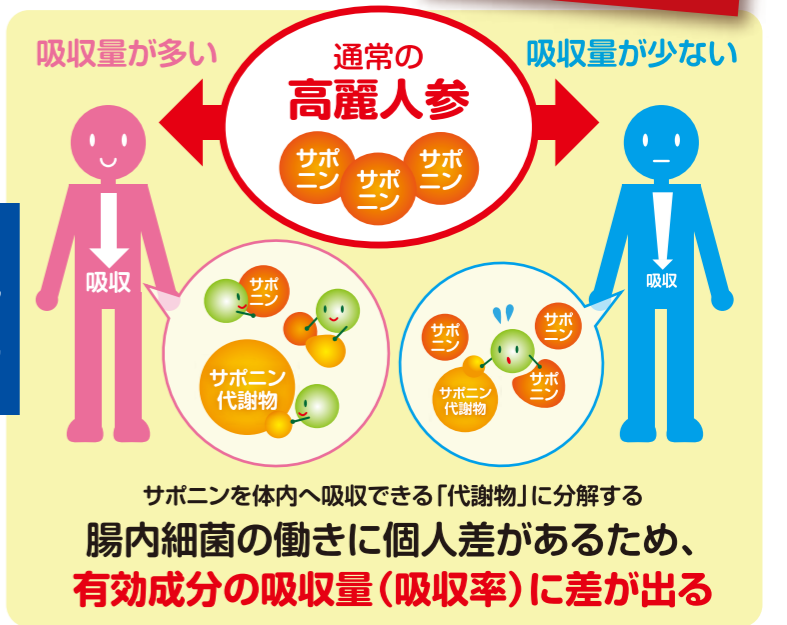 吸収量が多い
通常の
高麗人参
吸収量が少ない
サポ
ニン
サポ
ニン
サポ
ニン
吸収
吸収
サポ
ニン
サポニン
代謝物
サポ
ニン
サポ
ニン
サポ
ニン
サポニン
代謝物
サポニンを体内へ吸収できる「代謝物」に分解する
腸内細菌の働きに個人差があるため、
有効成分の吸収量(吸収率)に差が出る